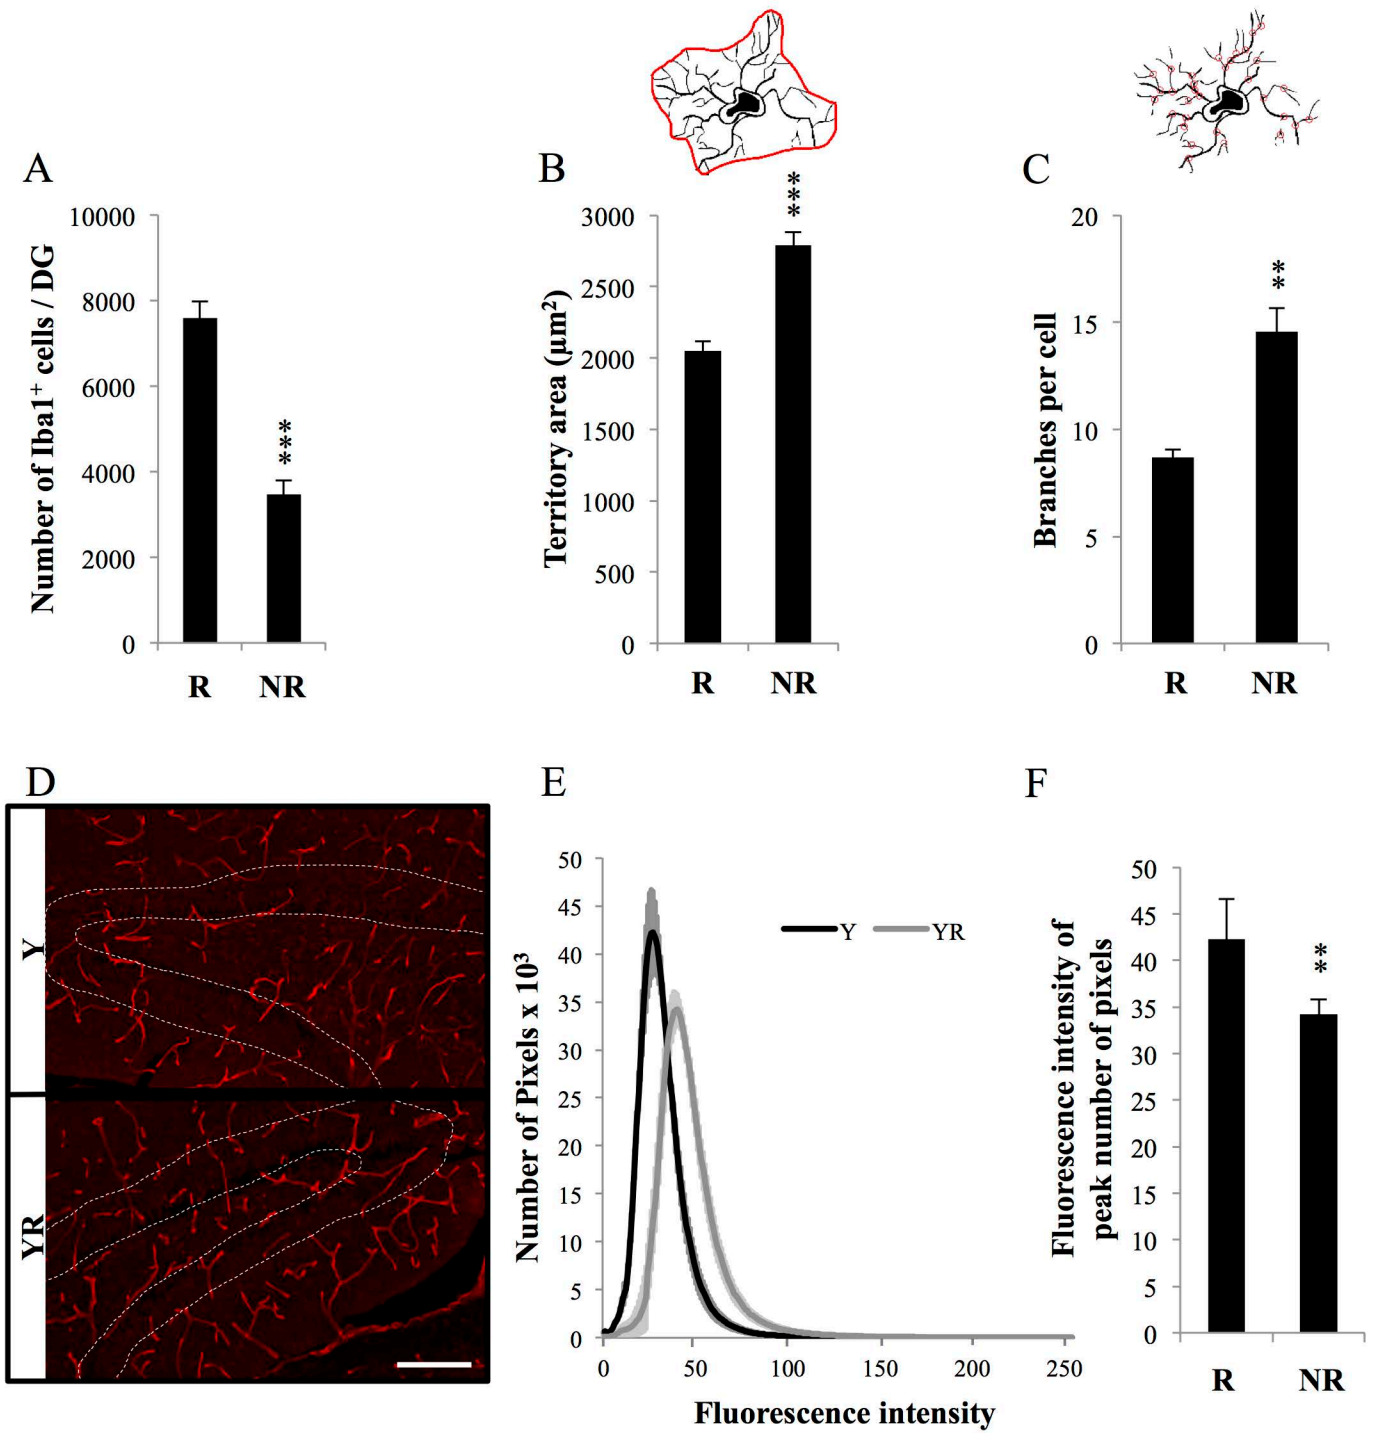 A
Number of Iba1+ cells / DG
10000
8000
6000
4000
2000
0
***
R NR
B
Territory area (µm2)
3000
2500
2000
1500
1000
500
0
***
R NR
C
Branches per cell
20
15
10
5
0
**
R NR
D
Y
YR
E
Number of Pixels x 103
50
45
40
35
30
25
20
15
10
5
0
Y YR
0 50 100 150 200 250
Fluorescence intensity
F
Fluorescence intensity of
peak number of pixels
50
45
40
35
30
25
20
15
10
5
0
**
R NR